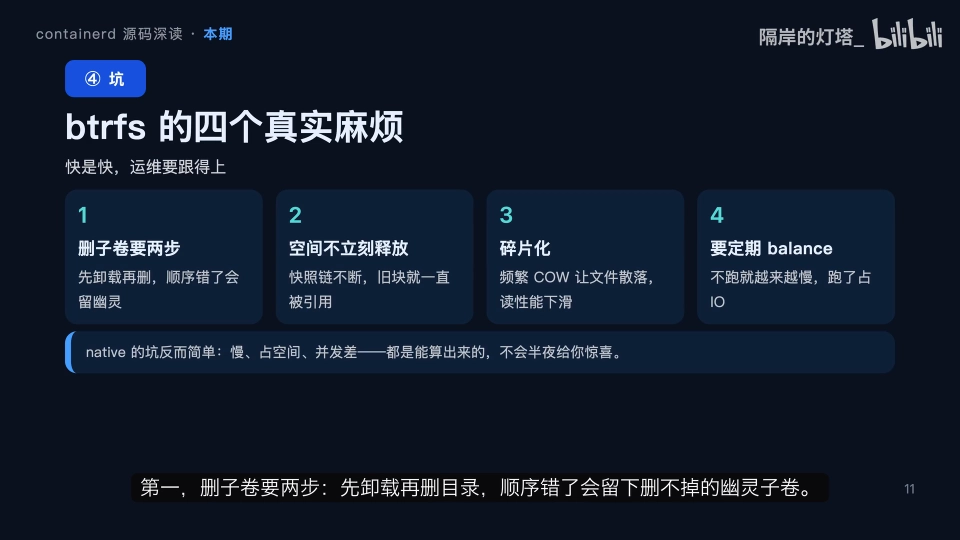 containerd 源码深读 · 本期
隔岸的灯塔_ bilibili
④ 坑
btrfs 的四个真实麻烦
快是快，运维要跟得上
1
删子卷要两步
先卸载再删，顺序错了会
留幽灵
2
空间不立刻释放
快照链不断，旧块就一直
被引用
3
碎片化
频繁 COW 让文件散落，
读性能下滑
4
要定期 balance
不跑就越来越慢，跑了占
IO
native 的坑反而简单：慢、占空间、并发差——都是能算出来的，不会半夜给你惊喜。
第一，删子卷要两步：先卸载再删目录，顺序错了会留下删不掉的幽灵子卷。
11